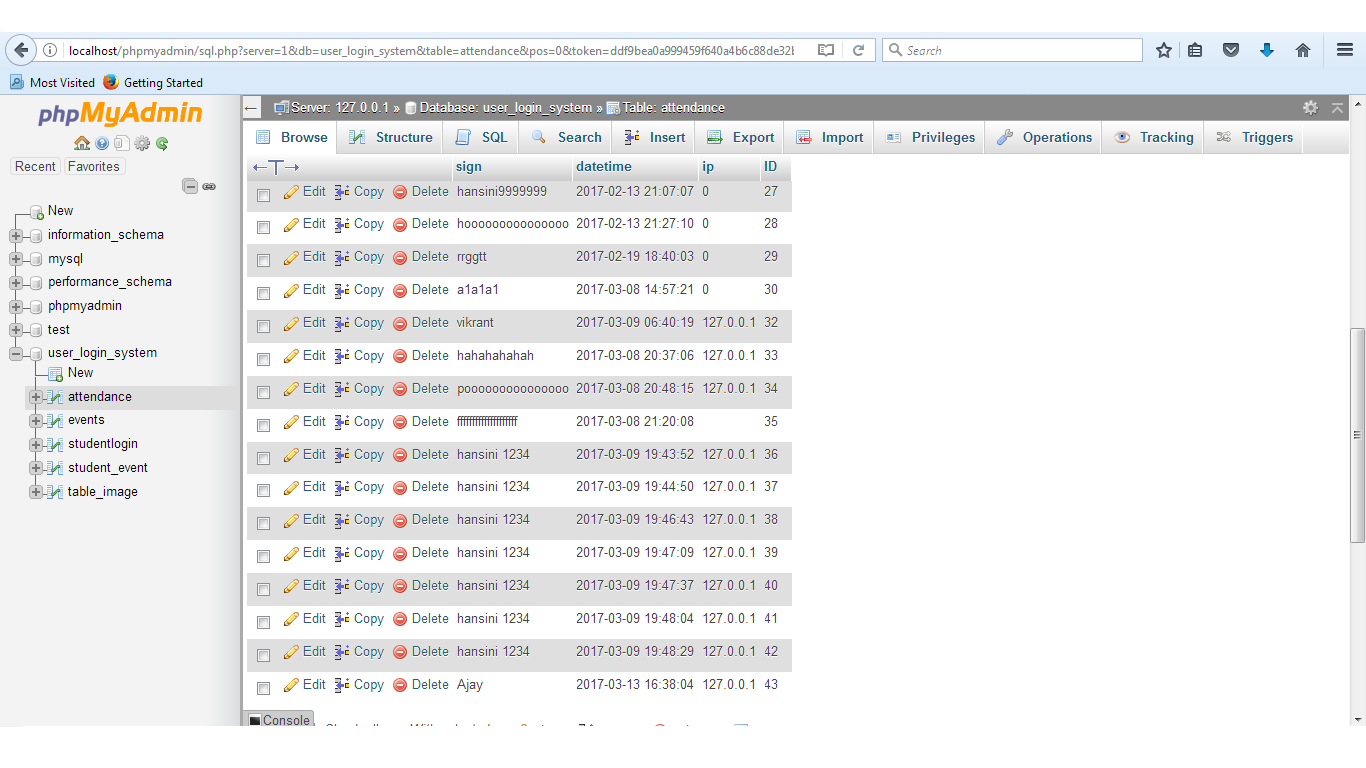 localhost/phpmyadmin/sql.php?server=1&db=user_login_system&table=attendance&pos=0&token=ddf9bea0a999459f640a4b6c88de32b
Search
Most Visited Getting Started
phpMyAdmin
Recent Favorites
New
information_schema
mysql
performance_schema
phpmyadmin
test
user_login_system
New
attendance
events
studentlogin
student_event
table_image
Server: 127.0.0.1 » Database: user_login_system » Table: attendance
Browse Structure SQL Search Insert Export Import Privileges Operations Tracking Triggers
←T→ sign datetime ip ID
Edit Copy Delete hansini9999999 2017-02-13 21:07:07 0 27
Edit Copy Delete hooooooooooooooo 2017-02-13 21:27:10 0 28
Edit Copy Delete rrggtt 2017-02-19 18:40:03 0 29
Edit Copy Delete a1a1a1 2017-03-08 14:57:21 0 30
Edit Copy Delete vikrant 2017-03-09 06:40:19 127.0.0.1 32
Edit Copy Delete hahahahahah 2017-03-08 20:37:06 127.0.0.1 33
Edit Copy Delete pooooooooooooooo 2017-03-08 20:48:15 127.0.0.1 34
Edit Copy Delete ffffffffffffffffffff 2017-03-08 21:20:08 35
Edit Copy Delete hansini 1234 2017-03-09 19:43:52 127.0.0.1 36
Edit Copy Delete hansini 1234 2017-03-09 19:44:50 127.0.0.1 37
Edit Copy Delete hansini 1234 2017-03-09 19:46:43 127.0.0.1 38
Edit Copy Delete hansini 1234 2017-03-09 19:47:09 127.0.0.1 39
Edit Copy Delete hansini 1234 2017-03-09 19:47:37 127.0.0.1 40
Edit Copy Delete hansini 1234 2017-03-09 19:48:04 127.0.0.1 41
Edit Copy Delete hansini 1234 2017-03-09 19:48:29 127.0.0.1 42
Edit Copy Delete Ajay 2017-03-13 16:38:04 127.0.0.1 43
Console